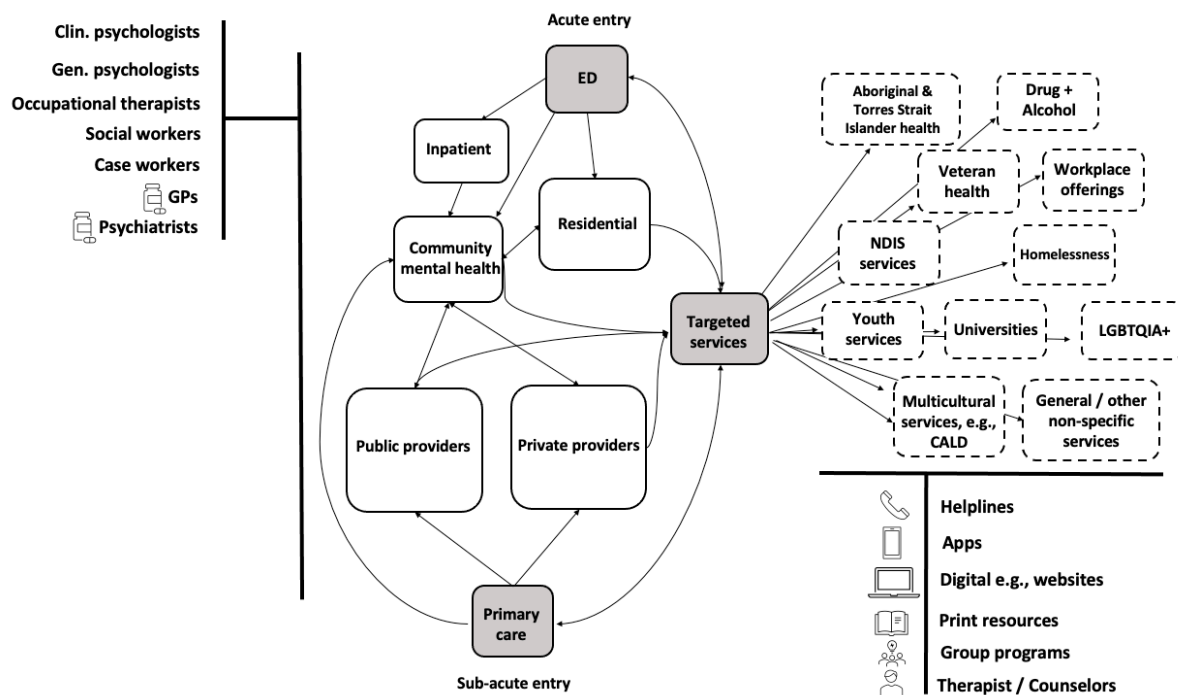 Clin. psychologists
Gen. psychologists
Occupational therapists
Social workers
Case workers
GPs
Psychiatrists
Acute entry
ED
Inpatient
Residential
Community
mental health
Targeted
services
Public providers
Private providers
Primary
care
Sub-acute entry
Aboriginal &
Torres Strait
Islander health
Drug +
Alcohol
Veteran
health
Workplace
offerings
NDIS
services
Homelessness
Youth
services
Universities
LGBTQIA+
Multicultural
services, e.g.,
CALD
General / other
non-specific
services
Helplines
Apps
Digital e.g., websites
Print resources
Group programs
Therapist / Counselors